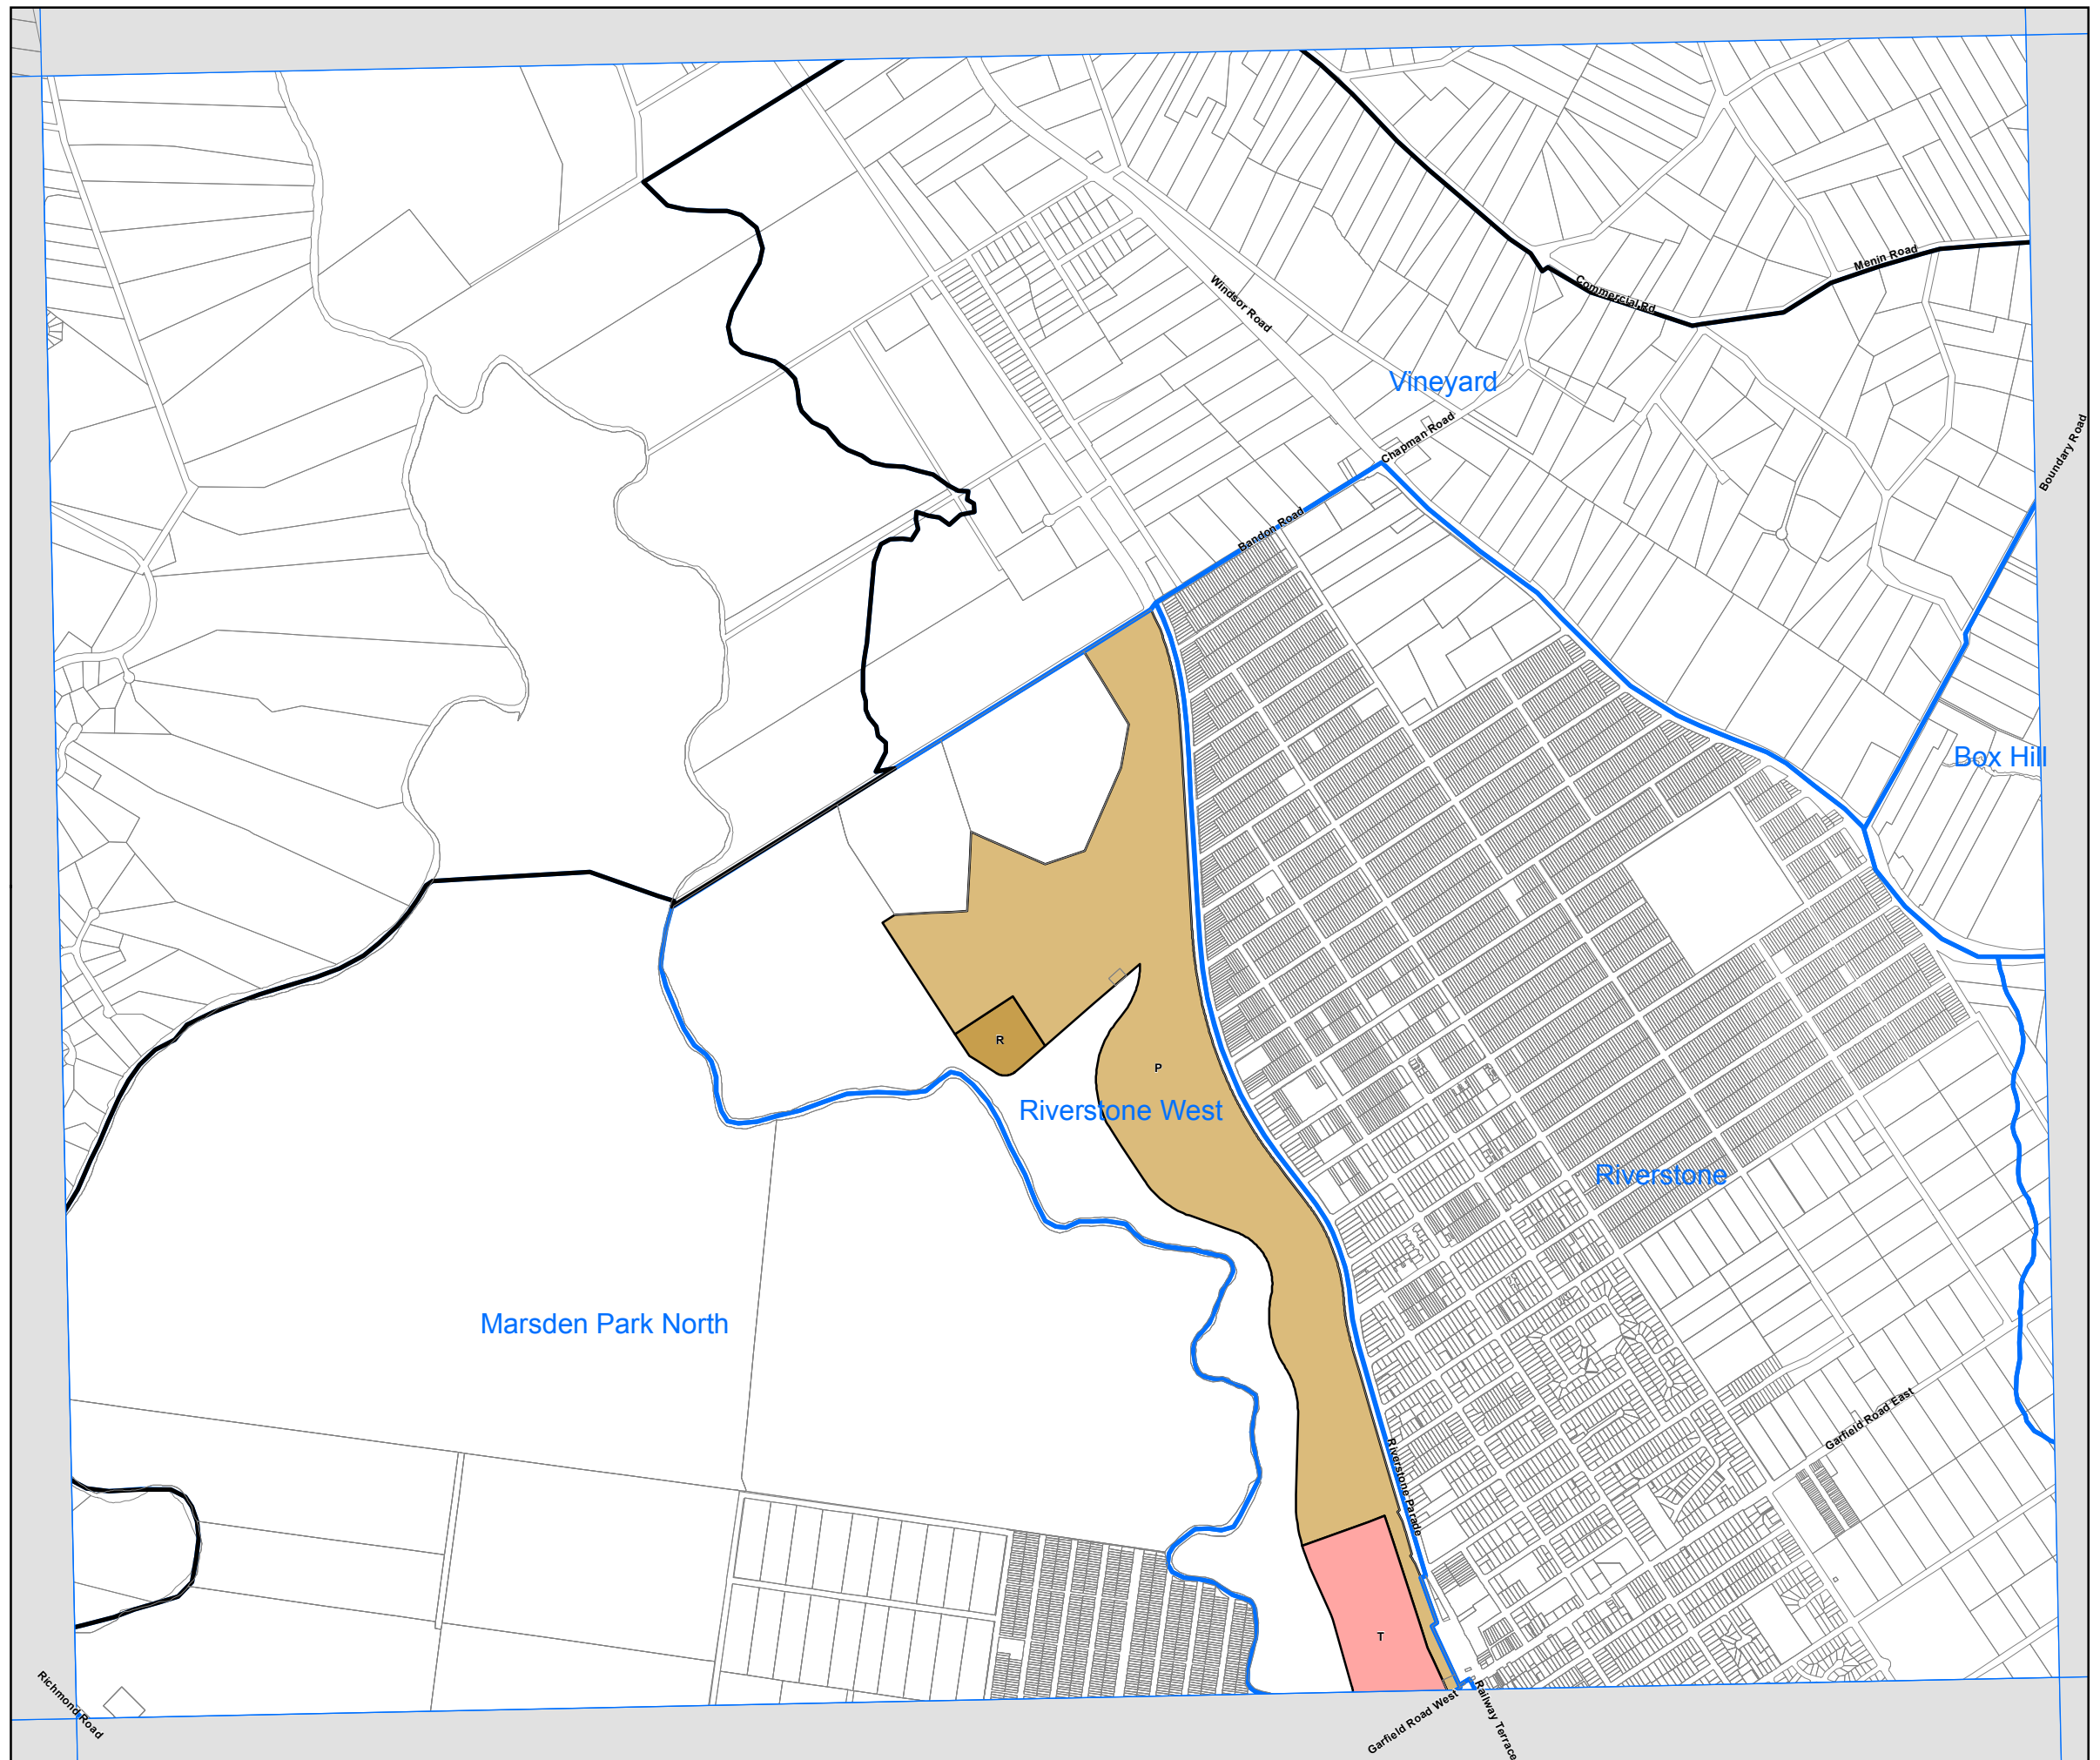 Menin Road
Commercial Rd
Windsor Road
Vineyard
Chapman Road
Boundary Road
Bandon Road
Box Hill
R
P
Riverstone West
Riverstone
Marsden Park North
Garfield Road East
Riverstone Parade
T
Richmond Road
Garfield Road West
Railway Terrace